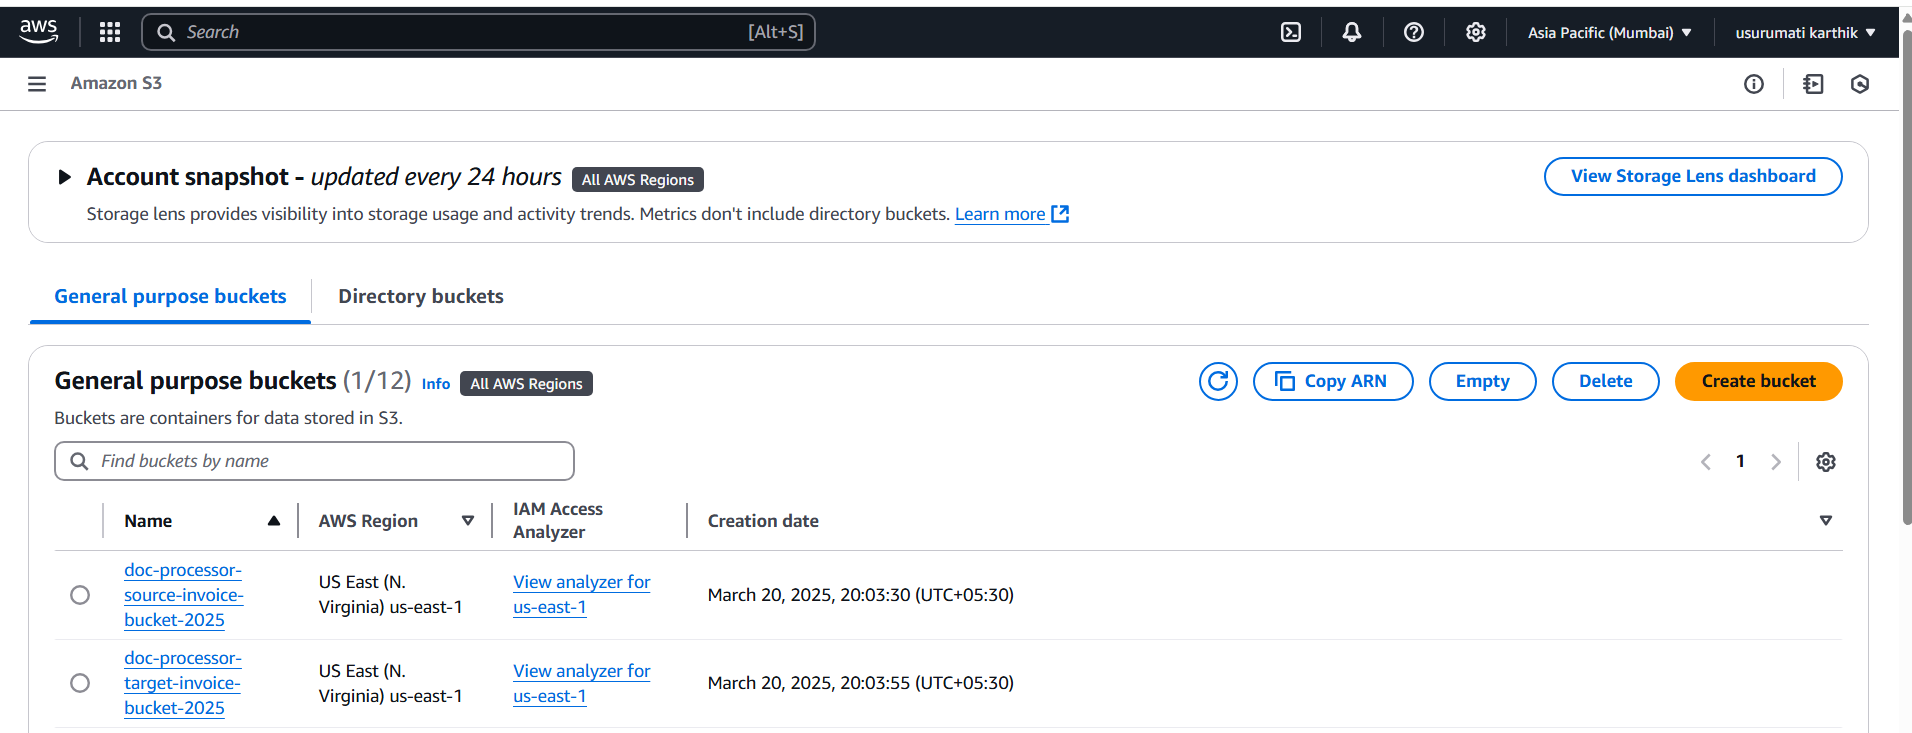 aws
Search [Alt+S]
Asia Pacific (Mumbai) usurumati karthik
Amazon S3
Account snapshot - updated every 24 hours All AWS Regions
View Storage Lens dashboard
Storage lens provides visibility into storage usage and activity trends. Metrics don't include directory buckets. Learn more
General purpose buckets Directory buckets
General purpose buckets (1/12) Info All AWS Regions
Copy ARN Empty Delete Create bucket
Buckets are containers for data stored in S3.
Find buckets by name
1
Name AWS Region IAM Access
Analyzer
Creation date
doc-processor-
source-invoice-
bucket-2025
US East (N.
Virginia) us-east-1
View analyzer for
us-east-1
March 20, 2025, 20:03:30 (UTC+05:30)
doc-processor-
target-invoice-
bucket-2025
US East (N.
Virginia) us-east-1
View analyzer for
us-east-1
March 20, 2025, 20:03:55 (UTC+05:30)